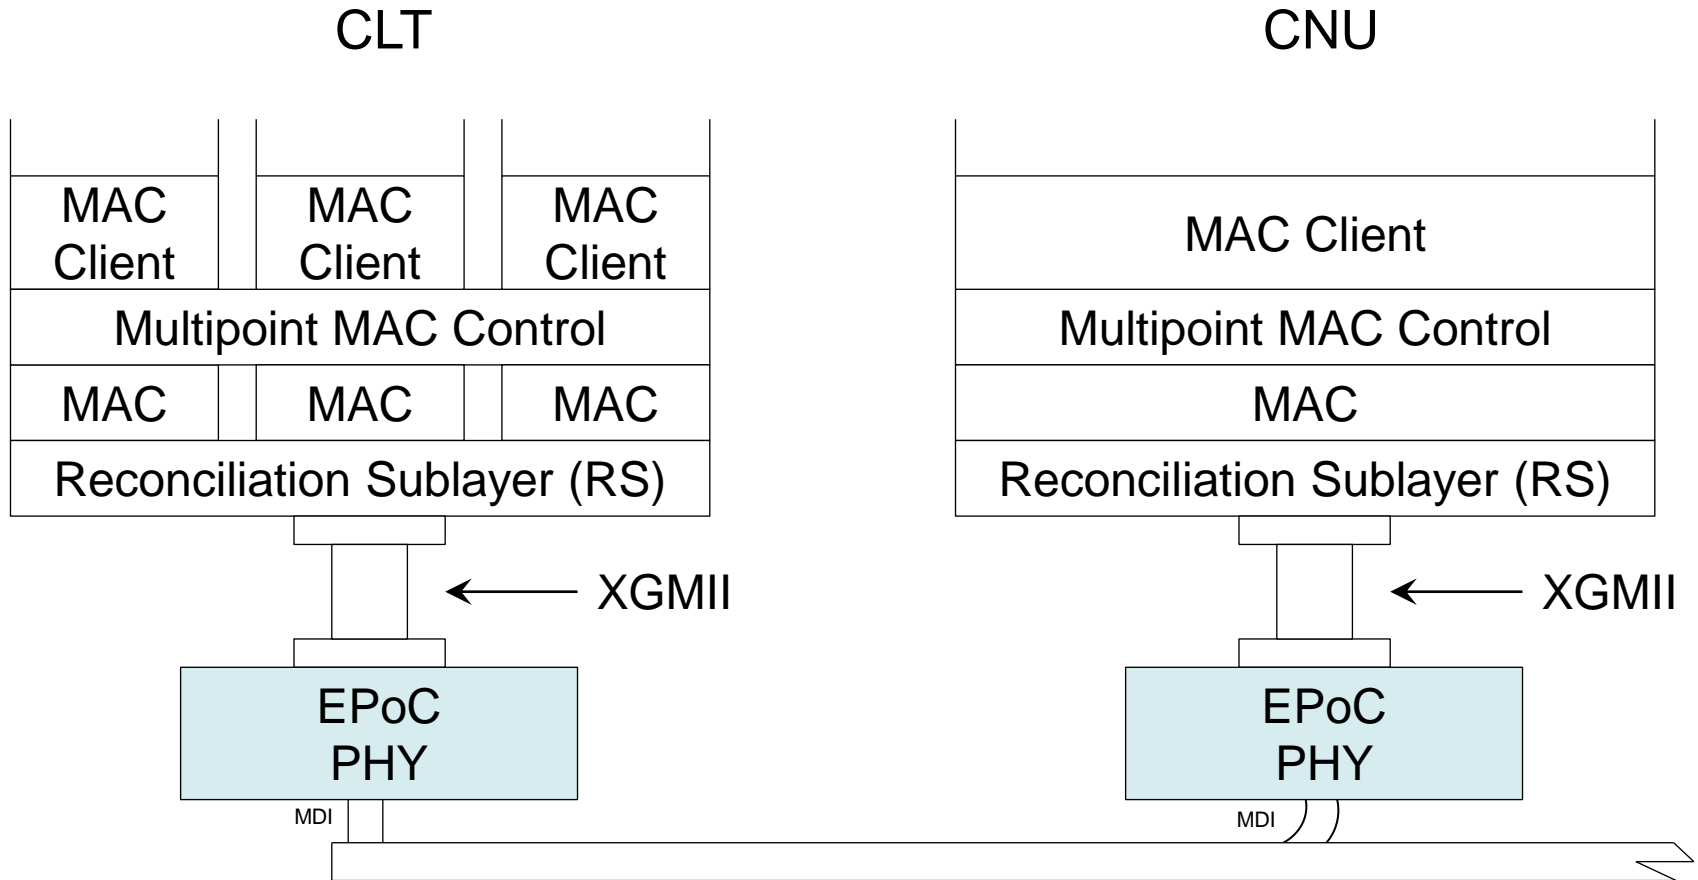 CLT
CNU
MAC
Client
MAC
Client
MAC
Client
Multipoint MAC Control
MAC
MAC
MAC
Reconciliation Sublayer (RS)
XGMII
EPoC
PHY
MDI
MAC Client
Multipoint MAC Control
MAC
Reconciliation Sublayer (RS)
XGMII
EPoC
PHY
MDI